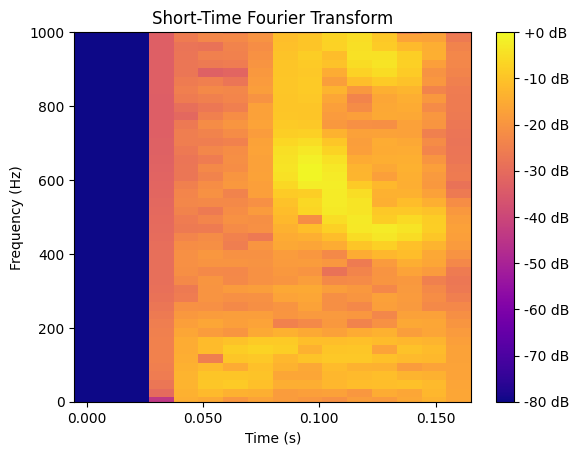 Short-Time Fourier Transform
1000
800
600
400
200
0
Frequency (Hz)
0.000
0.050
0.100
0.150
Time (s)
+0 dB
-10 dB
-20 dB
-30 dB
-40 dB
-50 dB
-60 dB
-70 dB
-80 dB